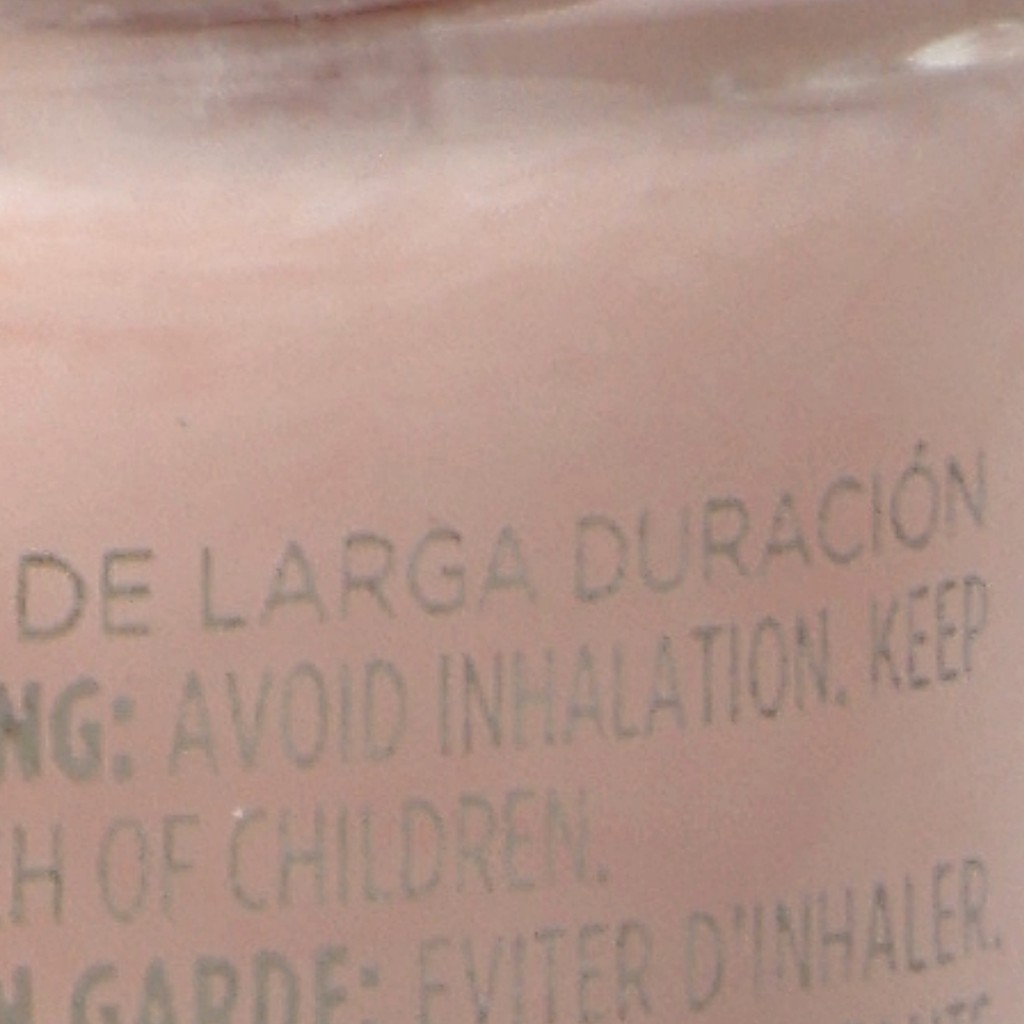 DE LARGA DURACIÓN
NG: AVOID INHALATION. KEEP
H OF CHILDREN.
N GARDE: EVITER D'INHALER.